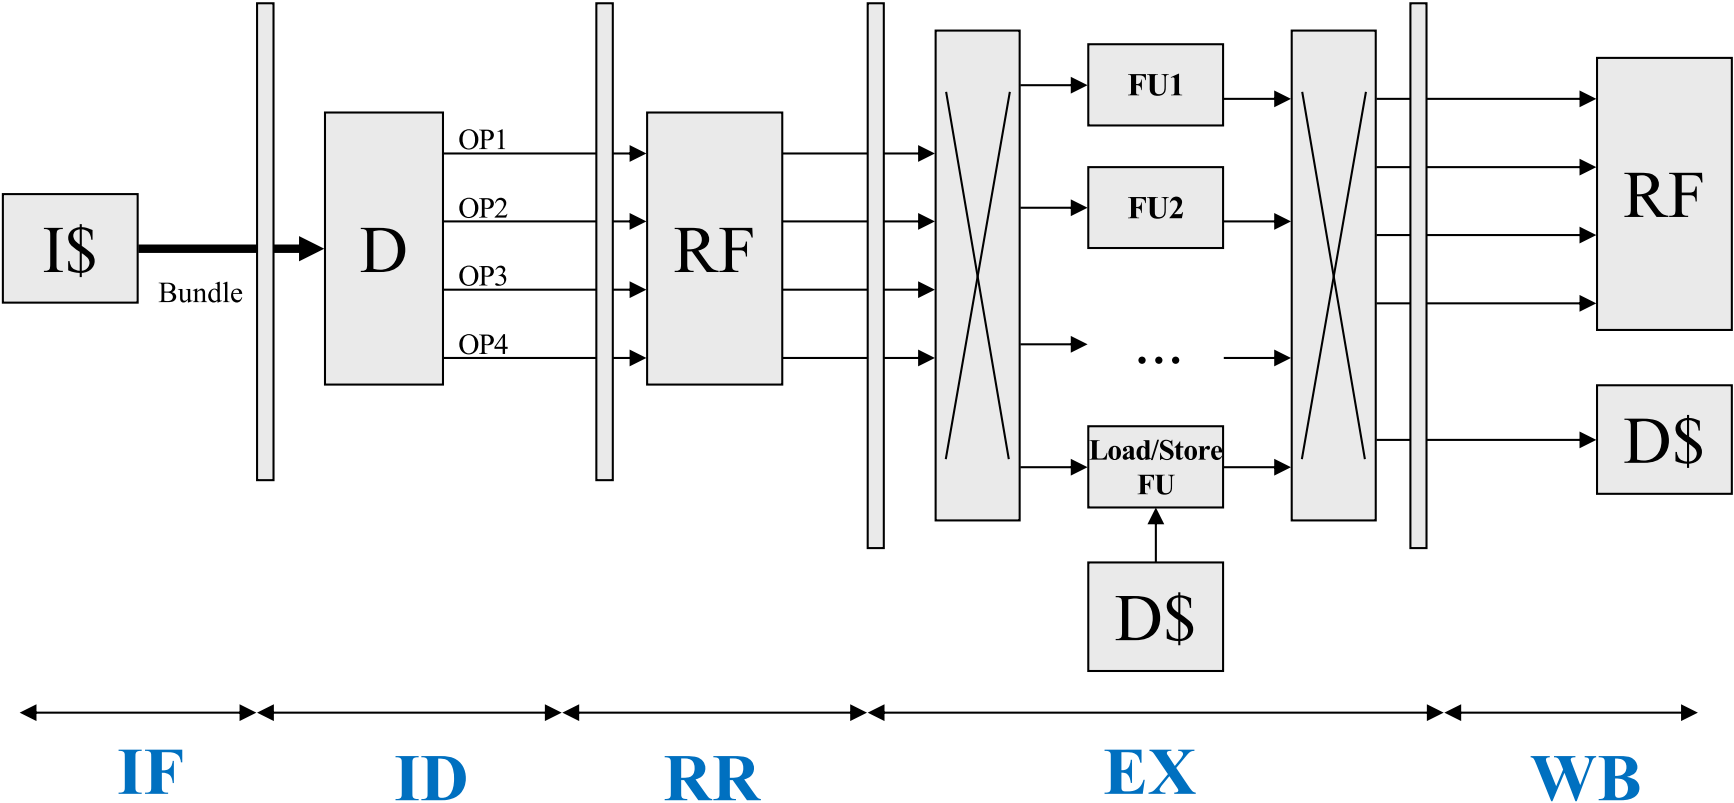 I$
Bundle
D
OP1
OP2
OP3
OP4
RF
FU1
FU2
...
Load/Store
FU
D$
RF
D$
IF
ID
RR
EX
WB